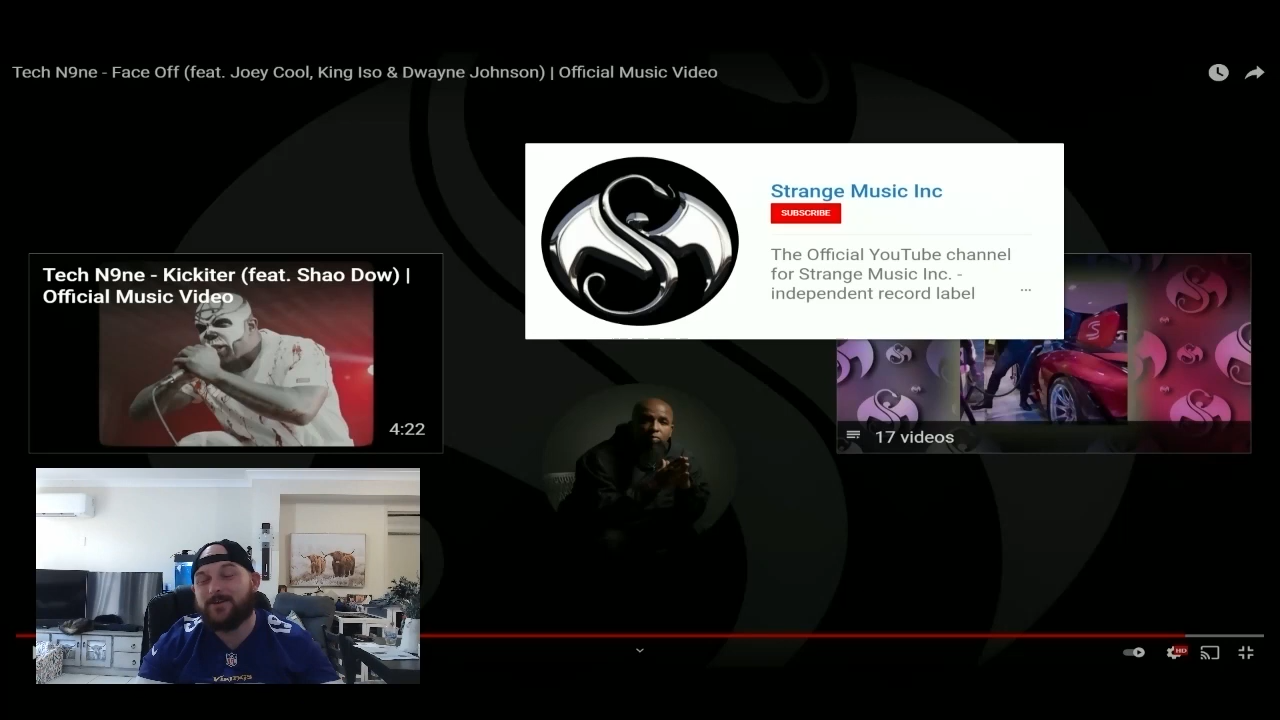 Tech N9ne - Face Off (feat. Joey Cool, King Iso & Dwayne Johnson) | Official Music Video
Strange Music Inc
SUBSCRIBE
The Official YouTube channel
for Strange Music Inc. -
independent record label
...
Tech N9ne - Kickiter (feat. Shao Dow) |
Official Music Video
4:22
17 videos
HD
VIKINGS